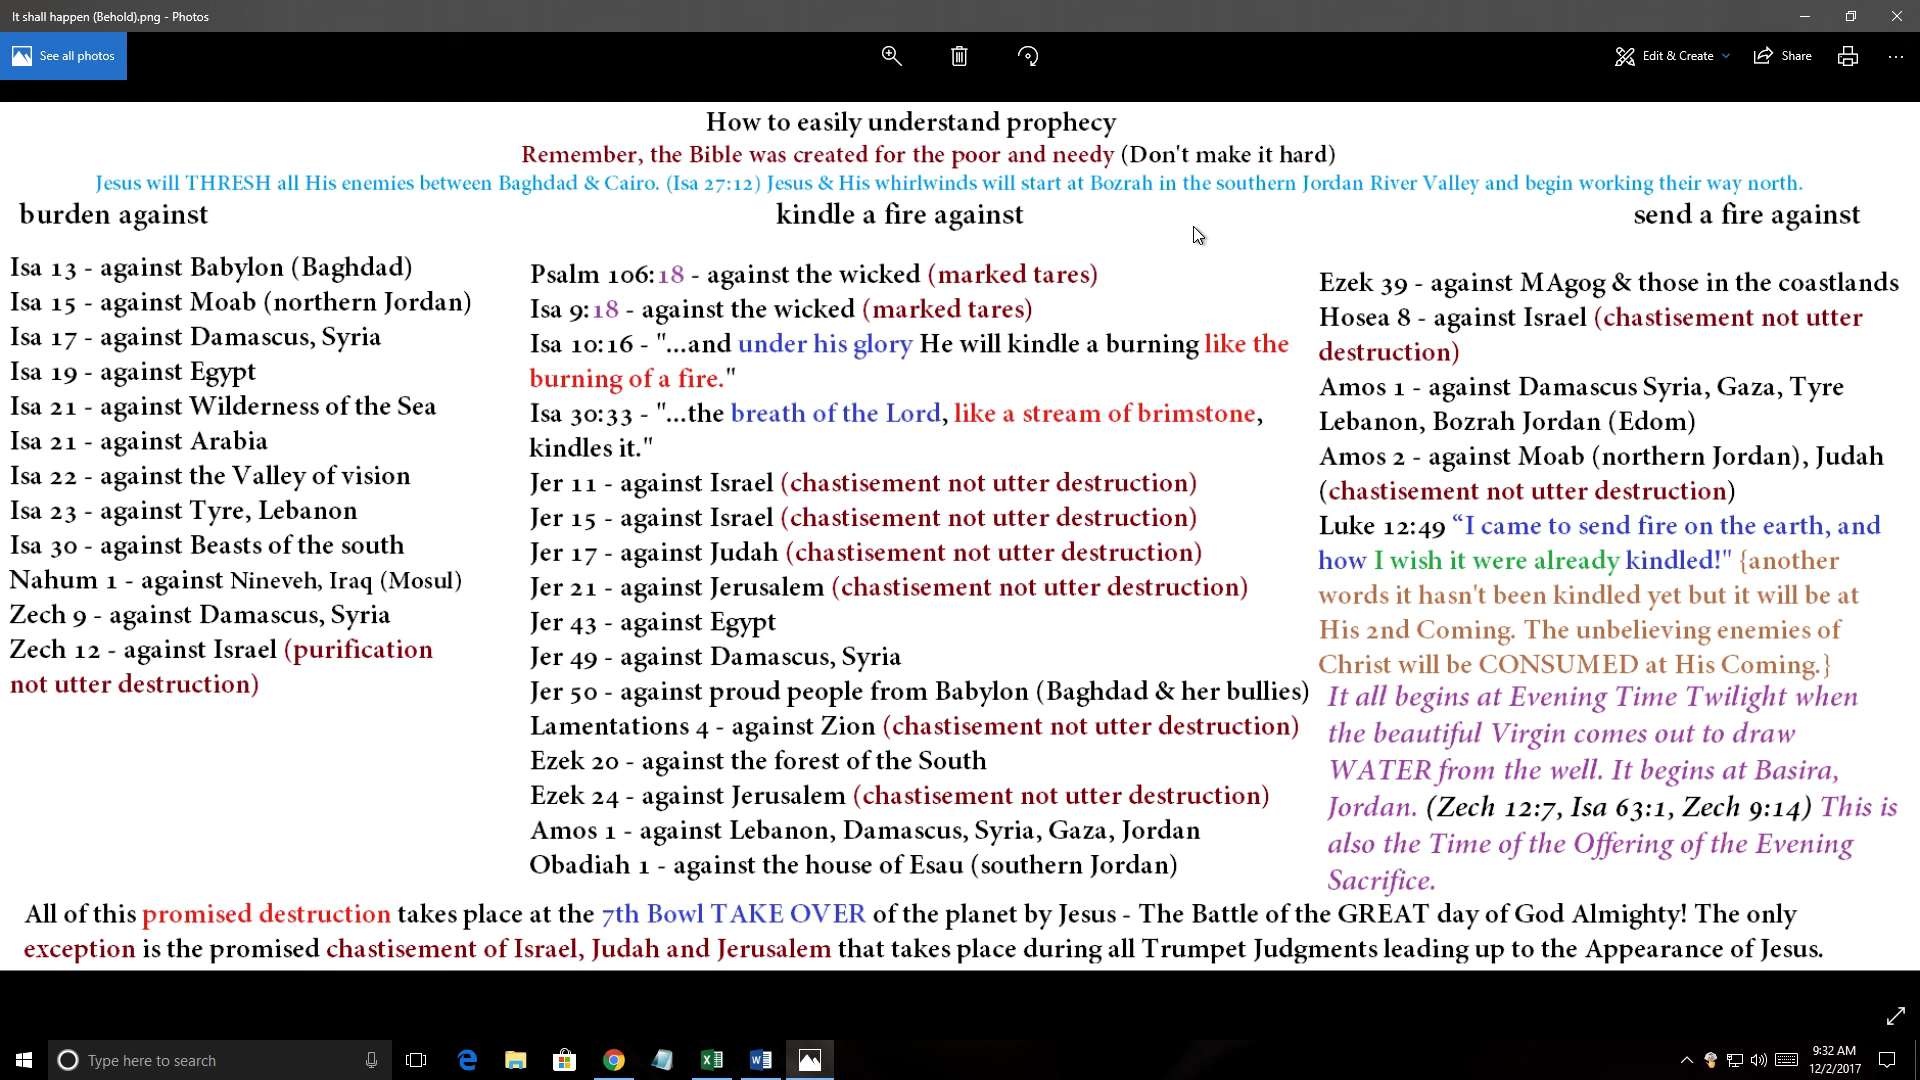 It shall happen (Behold).png - Photos
See all photos
Edit & Create
Share
How to easily understand prophecy
Remember, the Bible was created for the poor and needy (Don't make it hard)
Jesus will THRESH all His enemies between Baghdad & Cairo. (Isa 27:12) Jesus & His whirlwinds will start at Bozrah in the southern Jordan River Valley and begin working their way north.
burden against
Isa 13 - against Babylon (Baghdad)
Isa 15 - against Moab (northern Jordan)
Isa 17 - against Damascus, Syria
Isa 19 - against Egypt
Isa 21 - against Wilderness of the Sea
Isa 21 - against Arabia
Isa 22 - against the Valley of vision
Isa 23 - against Tyre, Lebanon
Isa 30 - against Beasts of the south
Nahum 1 - against Nineveh, Iraq (Mosul)
Zech 9 - against Damascus, Syria
Zech 12 - against Israel (purification
not utter destruction)
kindle a fire against
Psalm 106:18 - against the wicked (marked tares)
Isa 9:18 - against the wicked (marked tares)
Isa 10:16 - "...and under his glory He will kindle a burning like the
burning of a fire."
Isa 30:33 - "...the breath of the Lord, like a stream of brimstone,
kindles it."
Jer 11 - against Israel (chastisement not utter destruction)
Jer 15 - against Israel (chastisement not utter destruction)
Jer 17 - against Judah (chastisement not utter destruction)
Jer 21 - against Jerusalem (chastisement not utter destruction)
Jer 43 - against Egypt
Jer 49 - against Damascus, Syria
Jer 50 - against proud people from Babylon (Baghdad & her bullies)
Lamentations 4 - against Zion (chastisement not utter destruction)
Ezek 20 - against the forest of the South
Ezek 24 - against Jerusalem (chastisement not utter destruction)
Amos 1 - against Lebanon, Damascus, Syria, Gaza, Jordan
Obadiah 1 - against the house of Esau (southern Jordan)
send a fire against
Ezek 39 - against MAgog & those in the coastlands
Hosea 8 - against Israel (chastisement not utter
destruction)
Amos 1 - against Damascus Syria, Gaza, Tyre
Lebanon, Bozrah Jordan (Edom)
Amos 2 - against Moab (northern Jordan), Judah
(chastisement not utter destruction)
Luke 12:49 “I came to send fire on the earth, and
how I wish it were already kindled!" {another
words it hasn't been kindled yet but it will be at
His 2nd Coming. The unbelieving enemies of
Christ will be CONSUMED at His Coming.}
It all begins at Evening Time Twilight when
the beautiful Virgin comes out to draw
WATER from the well. It begins at Basira,
Jordan. (Zech 12:7, Isa 63:1, Zech 9:14) This is
also the Time of the Offering of the Evening
Sacrifice.
All of this promised destruction takes place at the 7th Bowl TAKE OVER of the planet by Jesus - The Battle of the GREAT day of God Almighty! The only
exception is the promised chastisement of Israel, Judah and Jerusalem that takes place during all Trumpet Judgments leading up to the Appearance of Jesus.
Type here to search
9:32 AM
12/2/2017